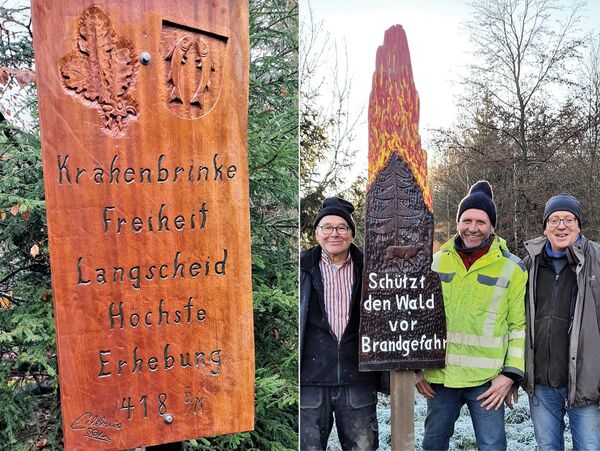 Krähenbrinke
Freiheit
Langscheid
Höchste
Erhebung
418
Schützt
den Wald
vor
Brandgefahr